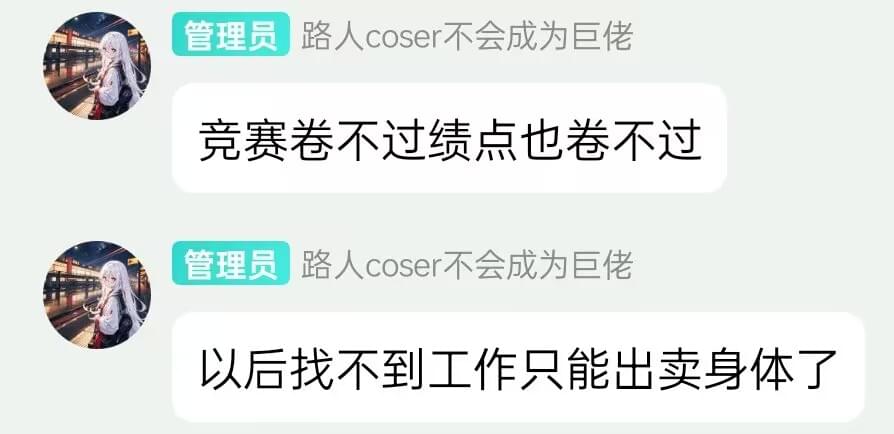 管理员 路人coser不会成为巨佬
竞赛卷不过绩点也卷不过
管理员 路人coser不会成为巨佬
以后找不到工作只能出卖身体了